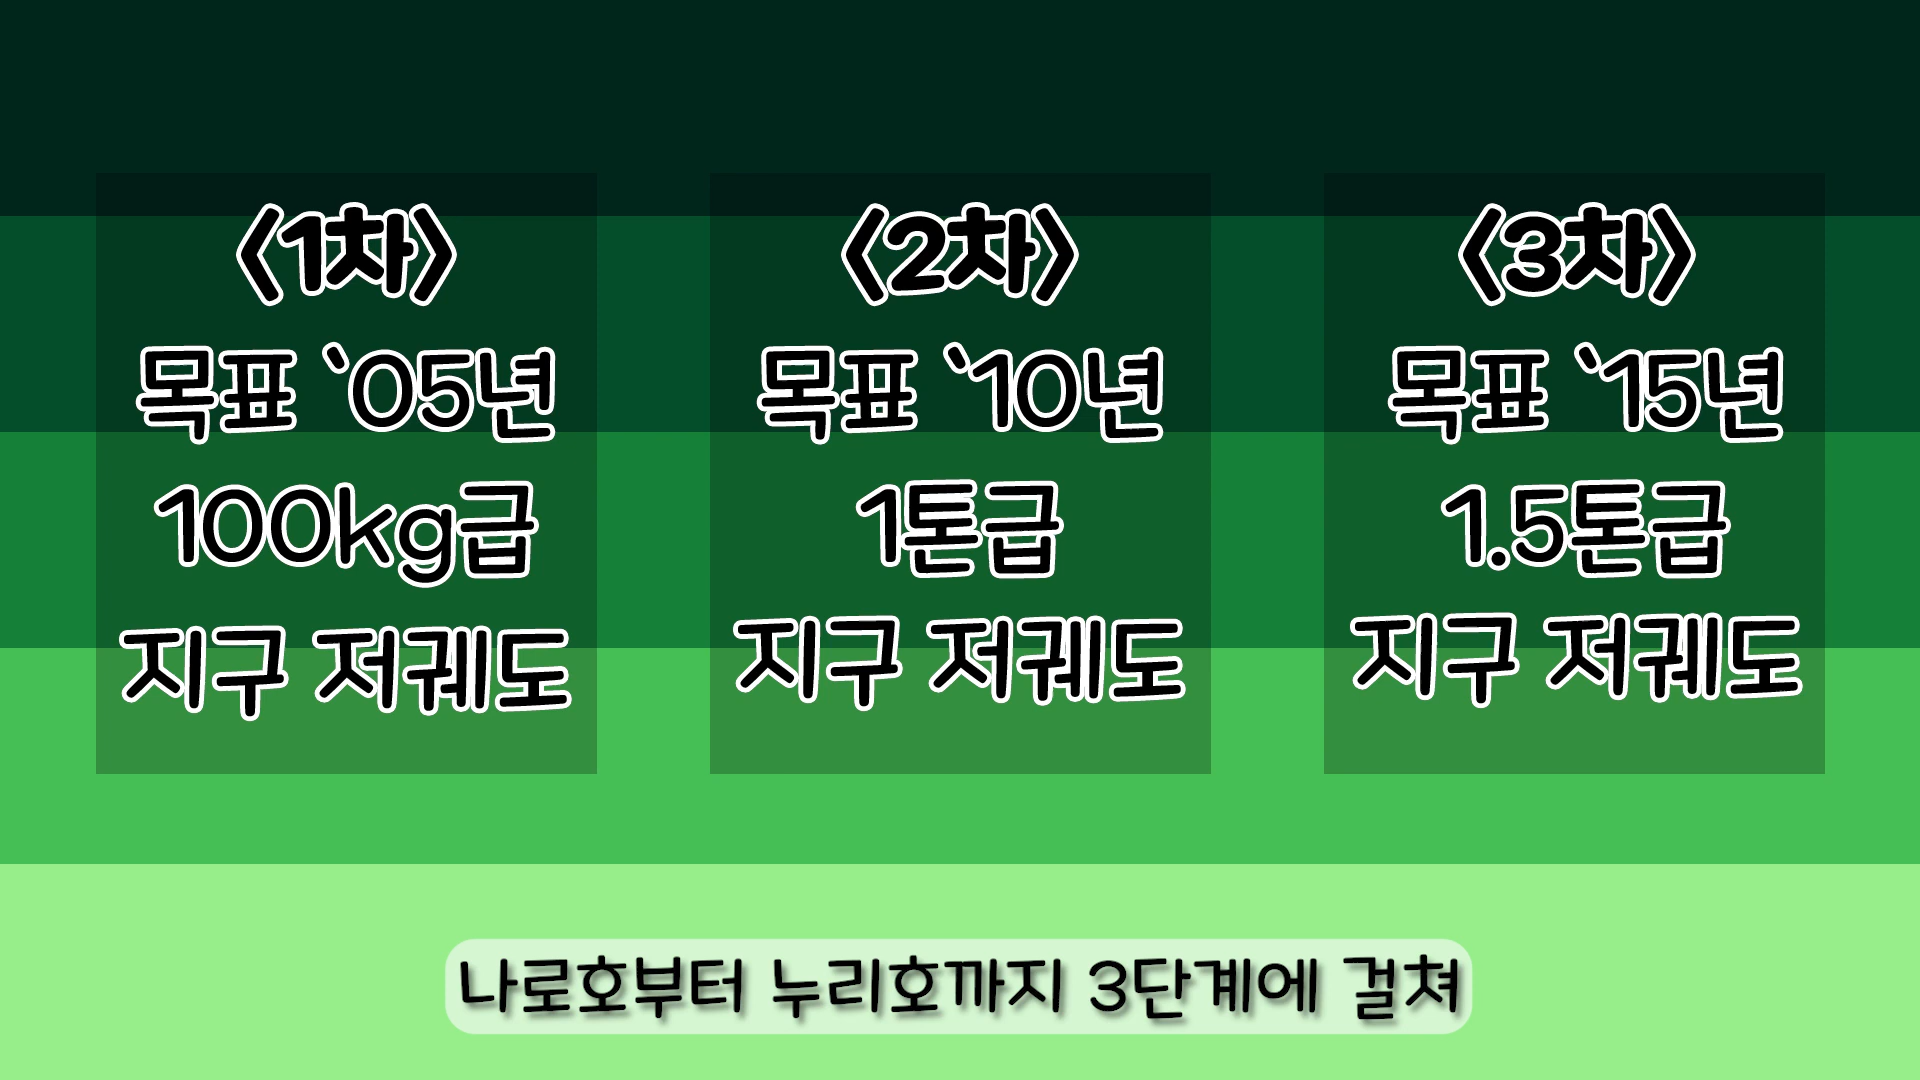 <1차>
목표 `05년
100kg급
지구 저궤도
<2차>
목표 `10년
1톤급
지구 저궤도
<3차>
목표 `15년
1.5톤급
지구 저궤도
나로호부터 누리호까지 3단계에 걸쳐